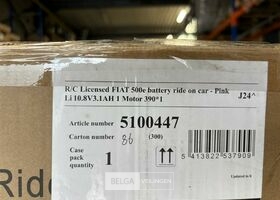 R/C Licensed FIAT 500e battery ride on car - Pink
Li 10.8V3.1AH 1 Motor 390*1
J24^
Article number 5100447
Carton number 86 (300)
Case
pack 1
quantity
5 413822 537909
BELGA
Ride